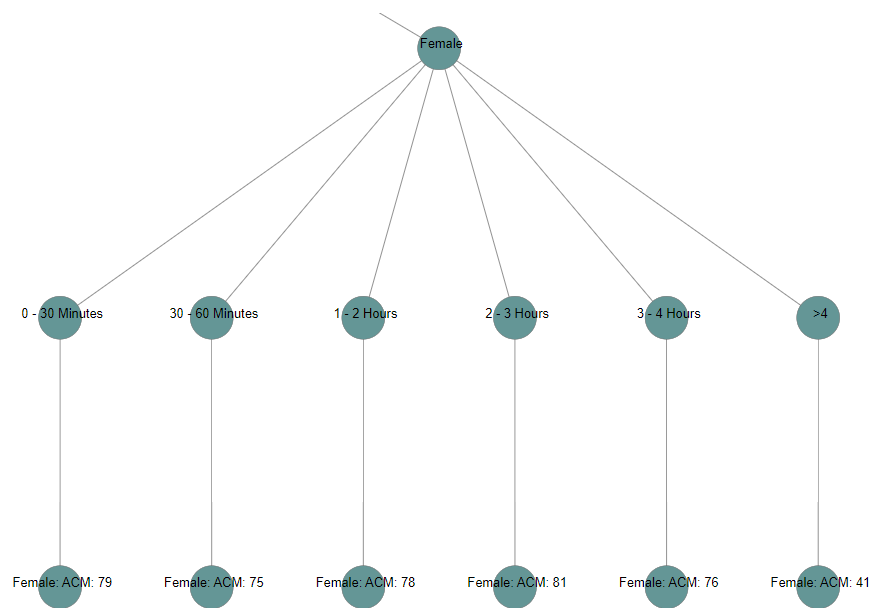 Female
0 - 30 Minutes
30 - 60 Minutes
1 - 2 Hours
2 - 3 Hours
3 - 4 Hours
>4
Female: ACM: 79
Female: ACM: 75
Female: ACM: 78
Female: ACM: 81
Female: ACM: 76
Female: ACM: 41